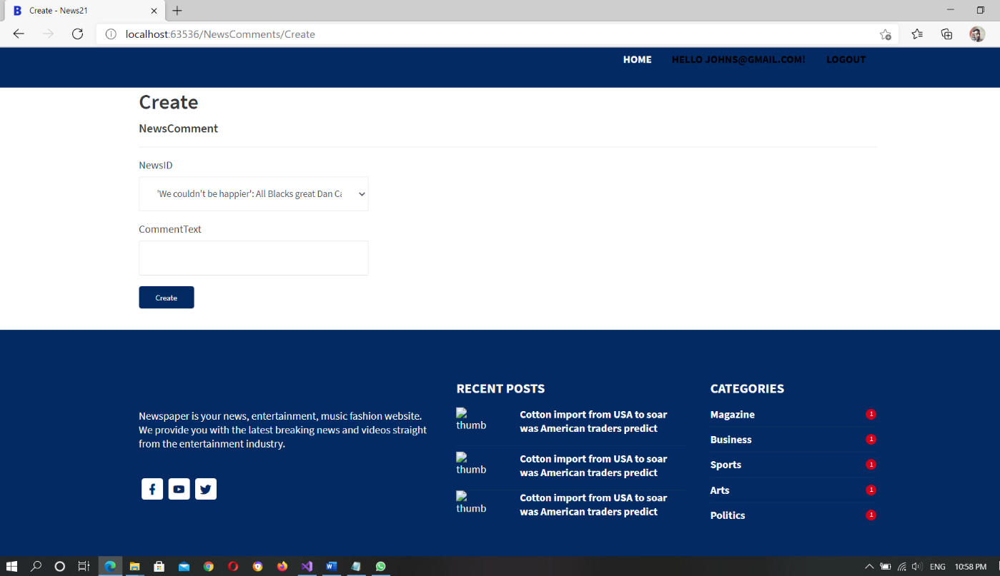 Create - News21
localhost:63536/NewsComments/Create
HOME HELLO JOHNS@GMAIL.COM! LOGOUT
Create
NewsComment
NewsID
'We couldn't be happier': All Blacks great Dan Ca
CommentText
Create
Newspaper is your news, entertainment, music fashion website.
We provide you with the latest breaking news and videos straight
from the entertainment industry.
RECENT POSTS
thumb
Cotton import from USA to soar
was American traders predict
thumb
Cotton import from USA to soar
was American traders predict
thumb
Cotton import from USA to soar
was American traders predict
CATEGORIES
Magazine 1
Business 1
Sports 1
Arts 1
Politics 1
ENG 10:58 PM